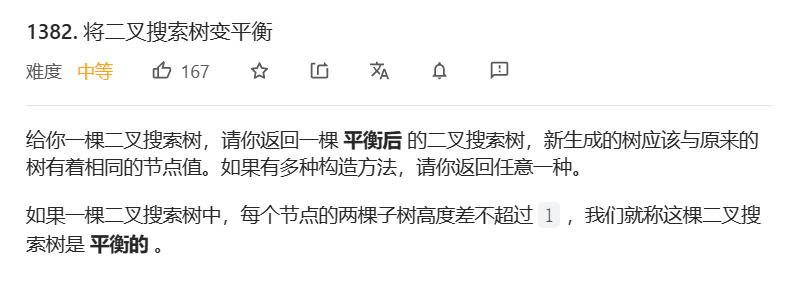 1382. 将二叉搜索树变平衡
难度 中等 167
给你一棵二叉搜索树，请你返回一棵 平衡后 的二叉搜索树，新生成的树应该与原来的
树有着相同的节点值。如果有多种构造方法，请你返回任意一种。
如果一棵二叉搜索树中，每个节点的两棵子树高度差不超过 1 ，我们就称这棵二叉搜
索树是 平衡的 。